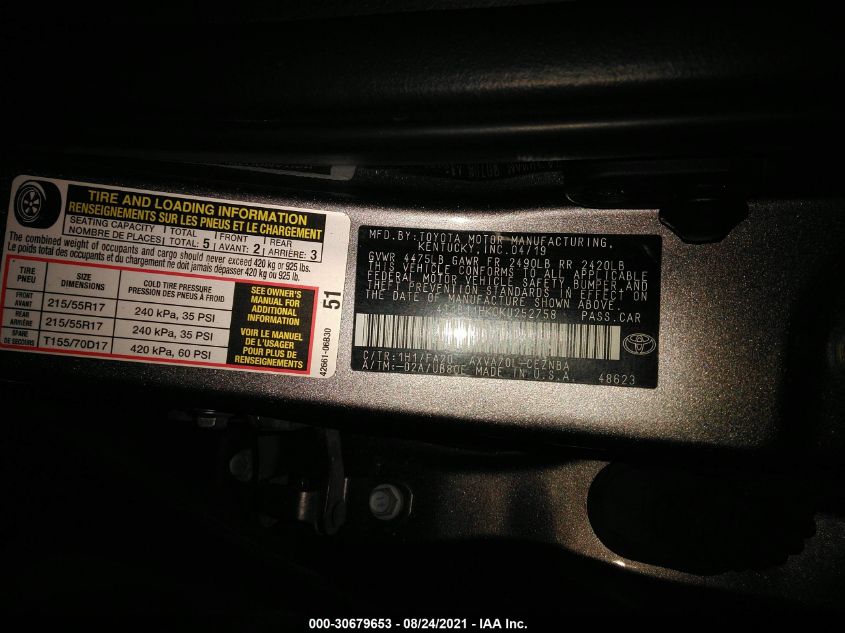 TIRE AND LOADING INFORMATION
RENSEIGNEMENTS SUR LES PNEUS ET LE CHARGEMENT
SEATING CAPACITY
NOMBRE DE PLACES
TOTAL
TOTAL: 5
FRONT
AVANT: 2
REAR
ARRIÈRE: 3
The combined weight of occupants and cargo should never exceed 420 kg or 925 lbs.
Le poids total des occupants et du chargement ne doit jamais dépasser 420 kg ou 925 lb.
TIRE
PNEU
SIZE
DIMENSIONS
COLD TIRE PRESSURE
PRESSION DES PNEUS À FROID
FRONT
AVANT
215/55R17
240 kPa, 35 PSI
REAR
ARRIÈRE
215/55R17
240 kPa, 35 PSI
SPARE
DE SECOURS
T155/70D17
420 kPa, 60 PSI
SEE OWNER'S
MANUAL FOR
ADDITIONAL
INFORMATION
VOIR LE MANUEL
DE L'USAGER
POUR PLUS DE
RENSEIGNEMENTS
51
42661-06B30
MFD.BY:TOYOTA MOTOR MANUFACTURING,
KENTUCKY, INC. 04/19
GVWR 4475LB GAWR FR 2490LB RR 2420LB
THIS VEHICLE CONFORMS TO ALL APPLICABLE
FEDERAL MOTOR VEHICLE SAFETY, BUMPER, AND
THEFT PREVENTION STANDARDS IN EFFECT ON
THE DATE OF MANUFACTURE SHOWN ABOVE.
PASS.CAR
C/TR:1H1/FA20
A/TM:-02A/UB80E MADE IN U.S.A. 48623
000-30679653 - 08/24/2021 - IAA Inc.